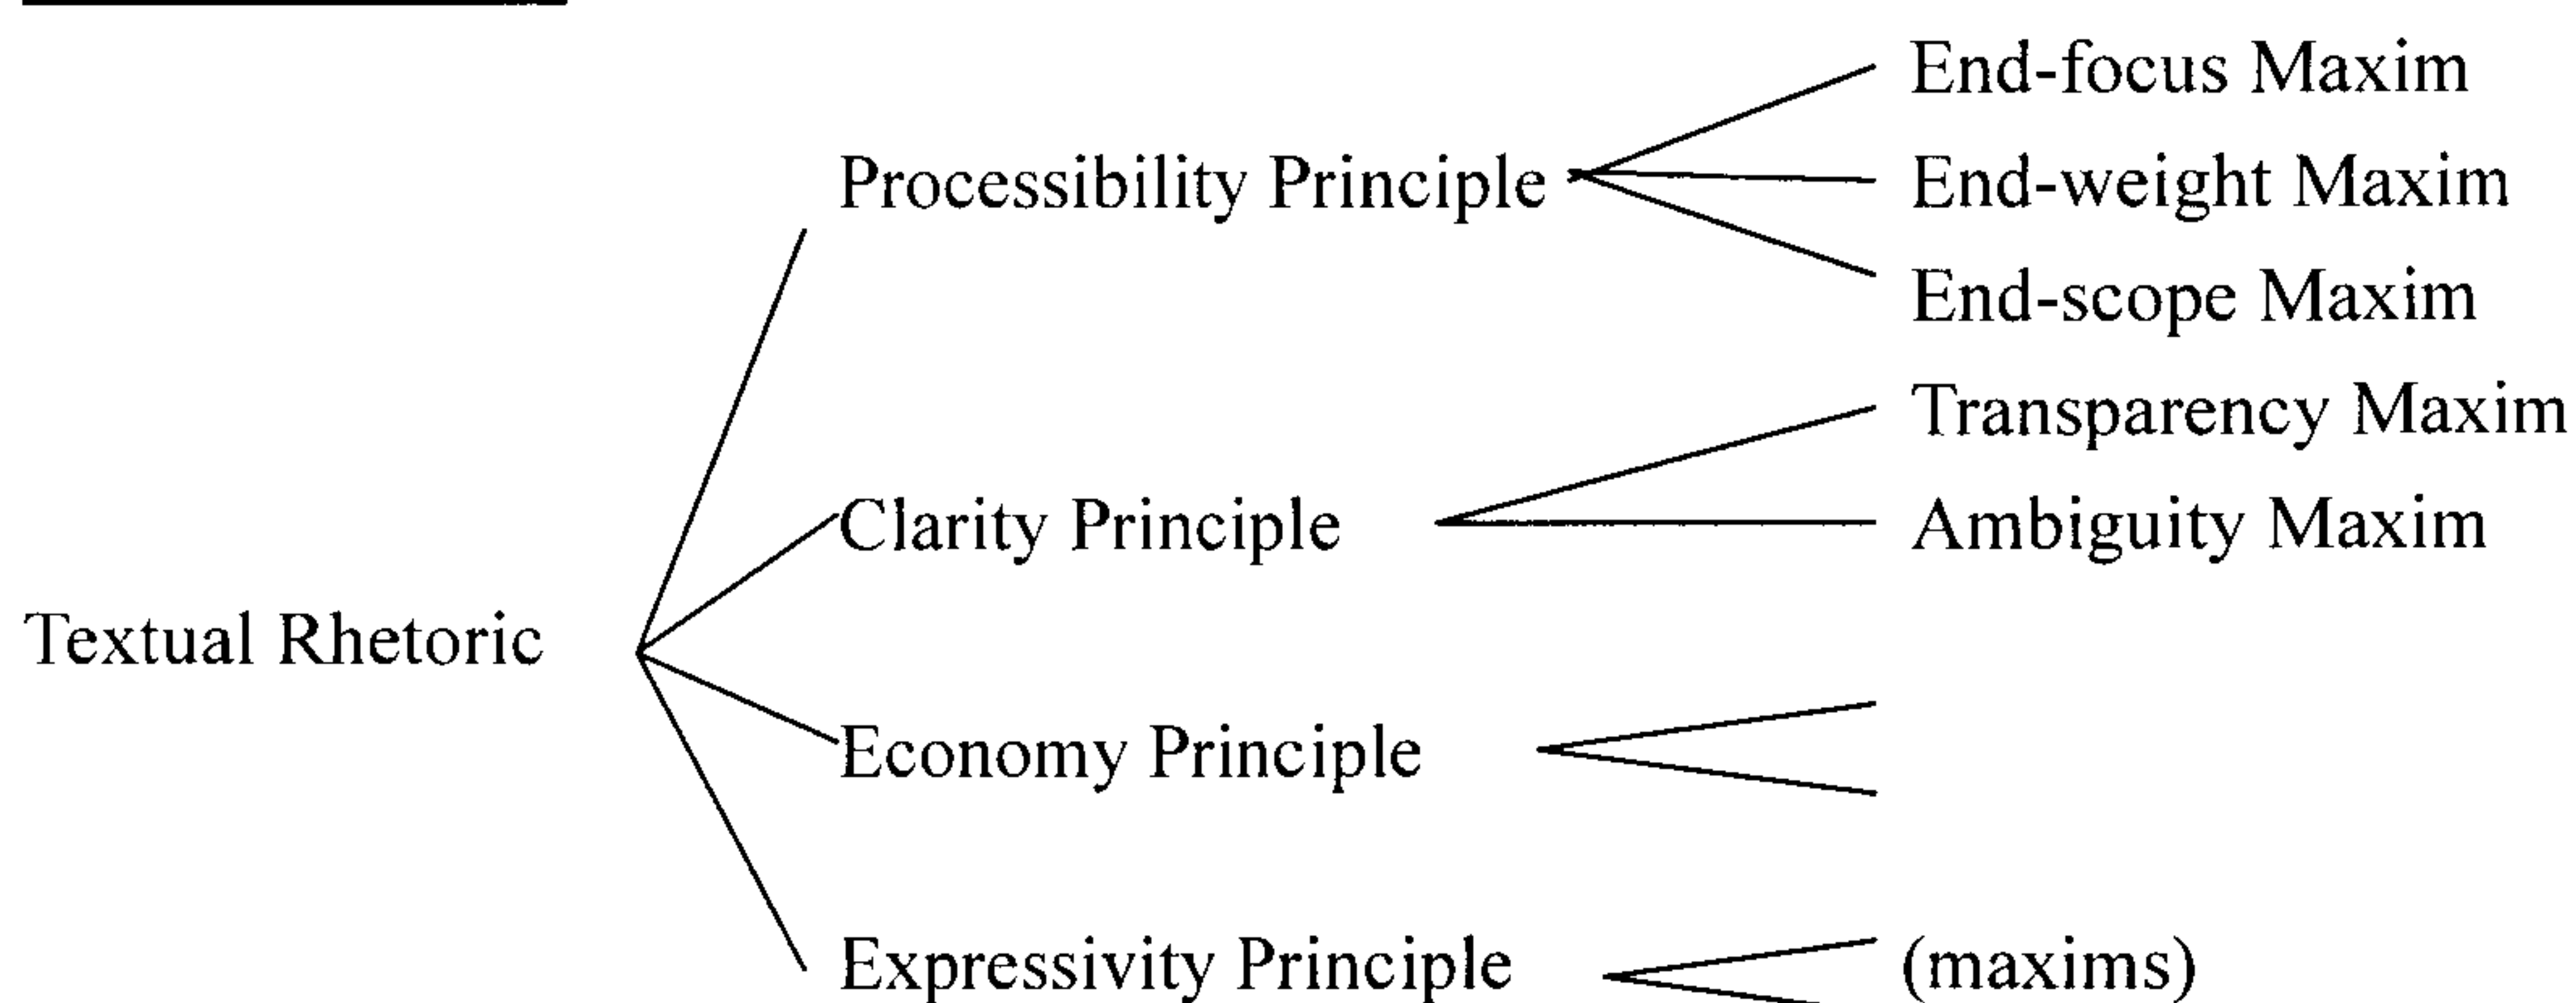 End-focus Maxim
Processibility Principle
End-weight Maxim
End-scope Maxim
Transparency Maxim
Clarity Principle
Ambiguity Maxim
Textual Rhetoric
Economy Principle
Expressivity Principle
(maxims)